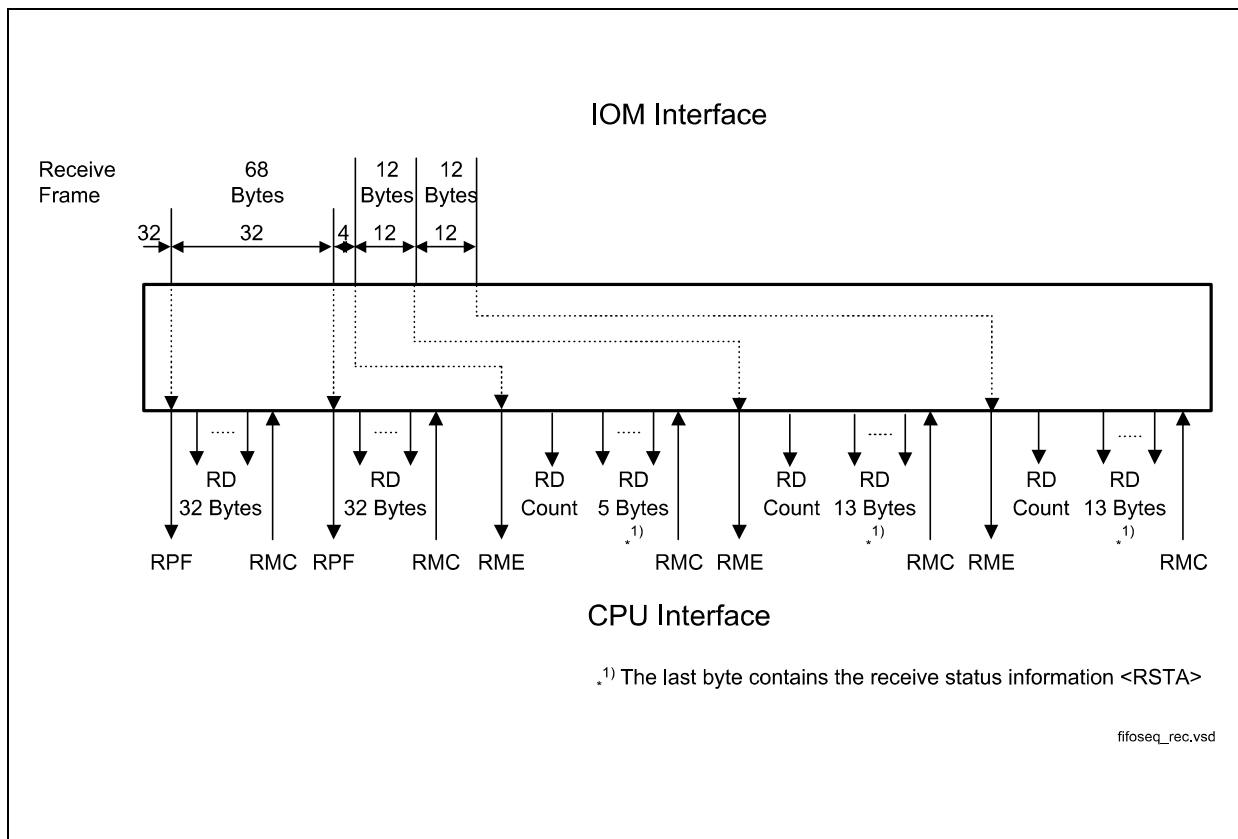 IOM Interface
Receive
Frame
68
Bytes
12
Bytes
12
Bytes
32
32
4
12
12
.....
.....
.....
.....
.....
RD
32 Bytes
RD
32 Bytes
RD
Count
RD
5 Bytes
*1)
RD
Count
RD
13 Bytes
*1)
RD
Count
RD
13 Bytes
*1)
RPF
RMC
RPF
RMC
RME
RMC
RME
RMC
RME
RMC
CPU Interface
*1) The last byte contains the receive status information <RSTA>
fifoseq_rec.vsd